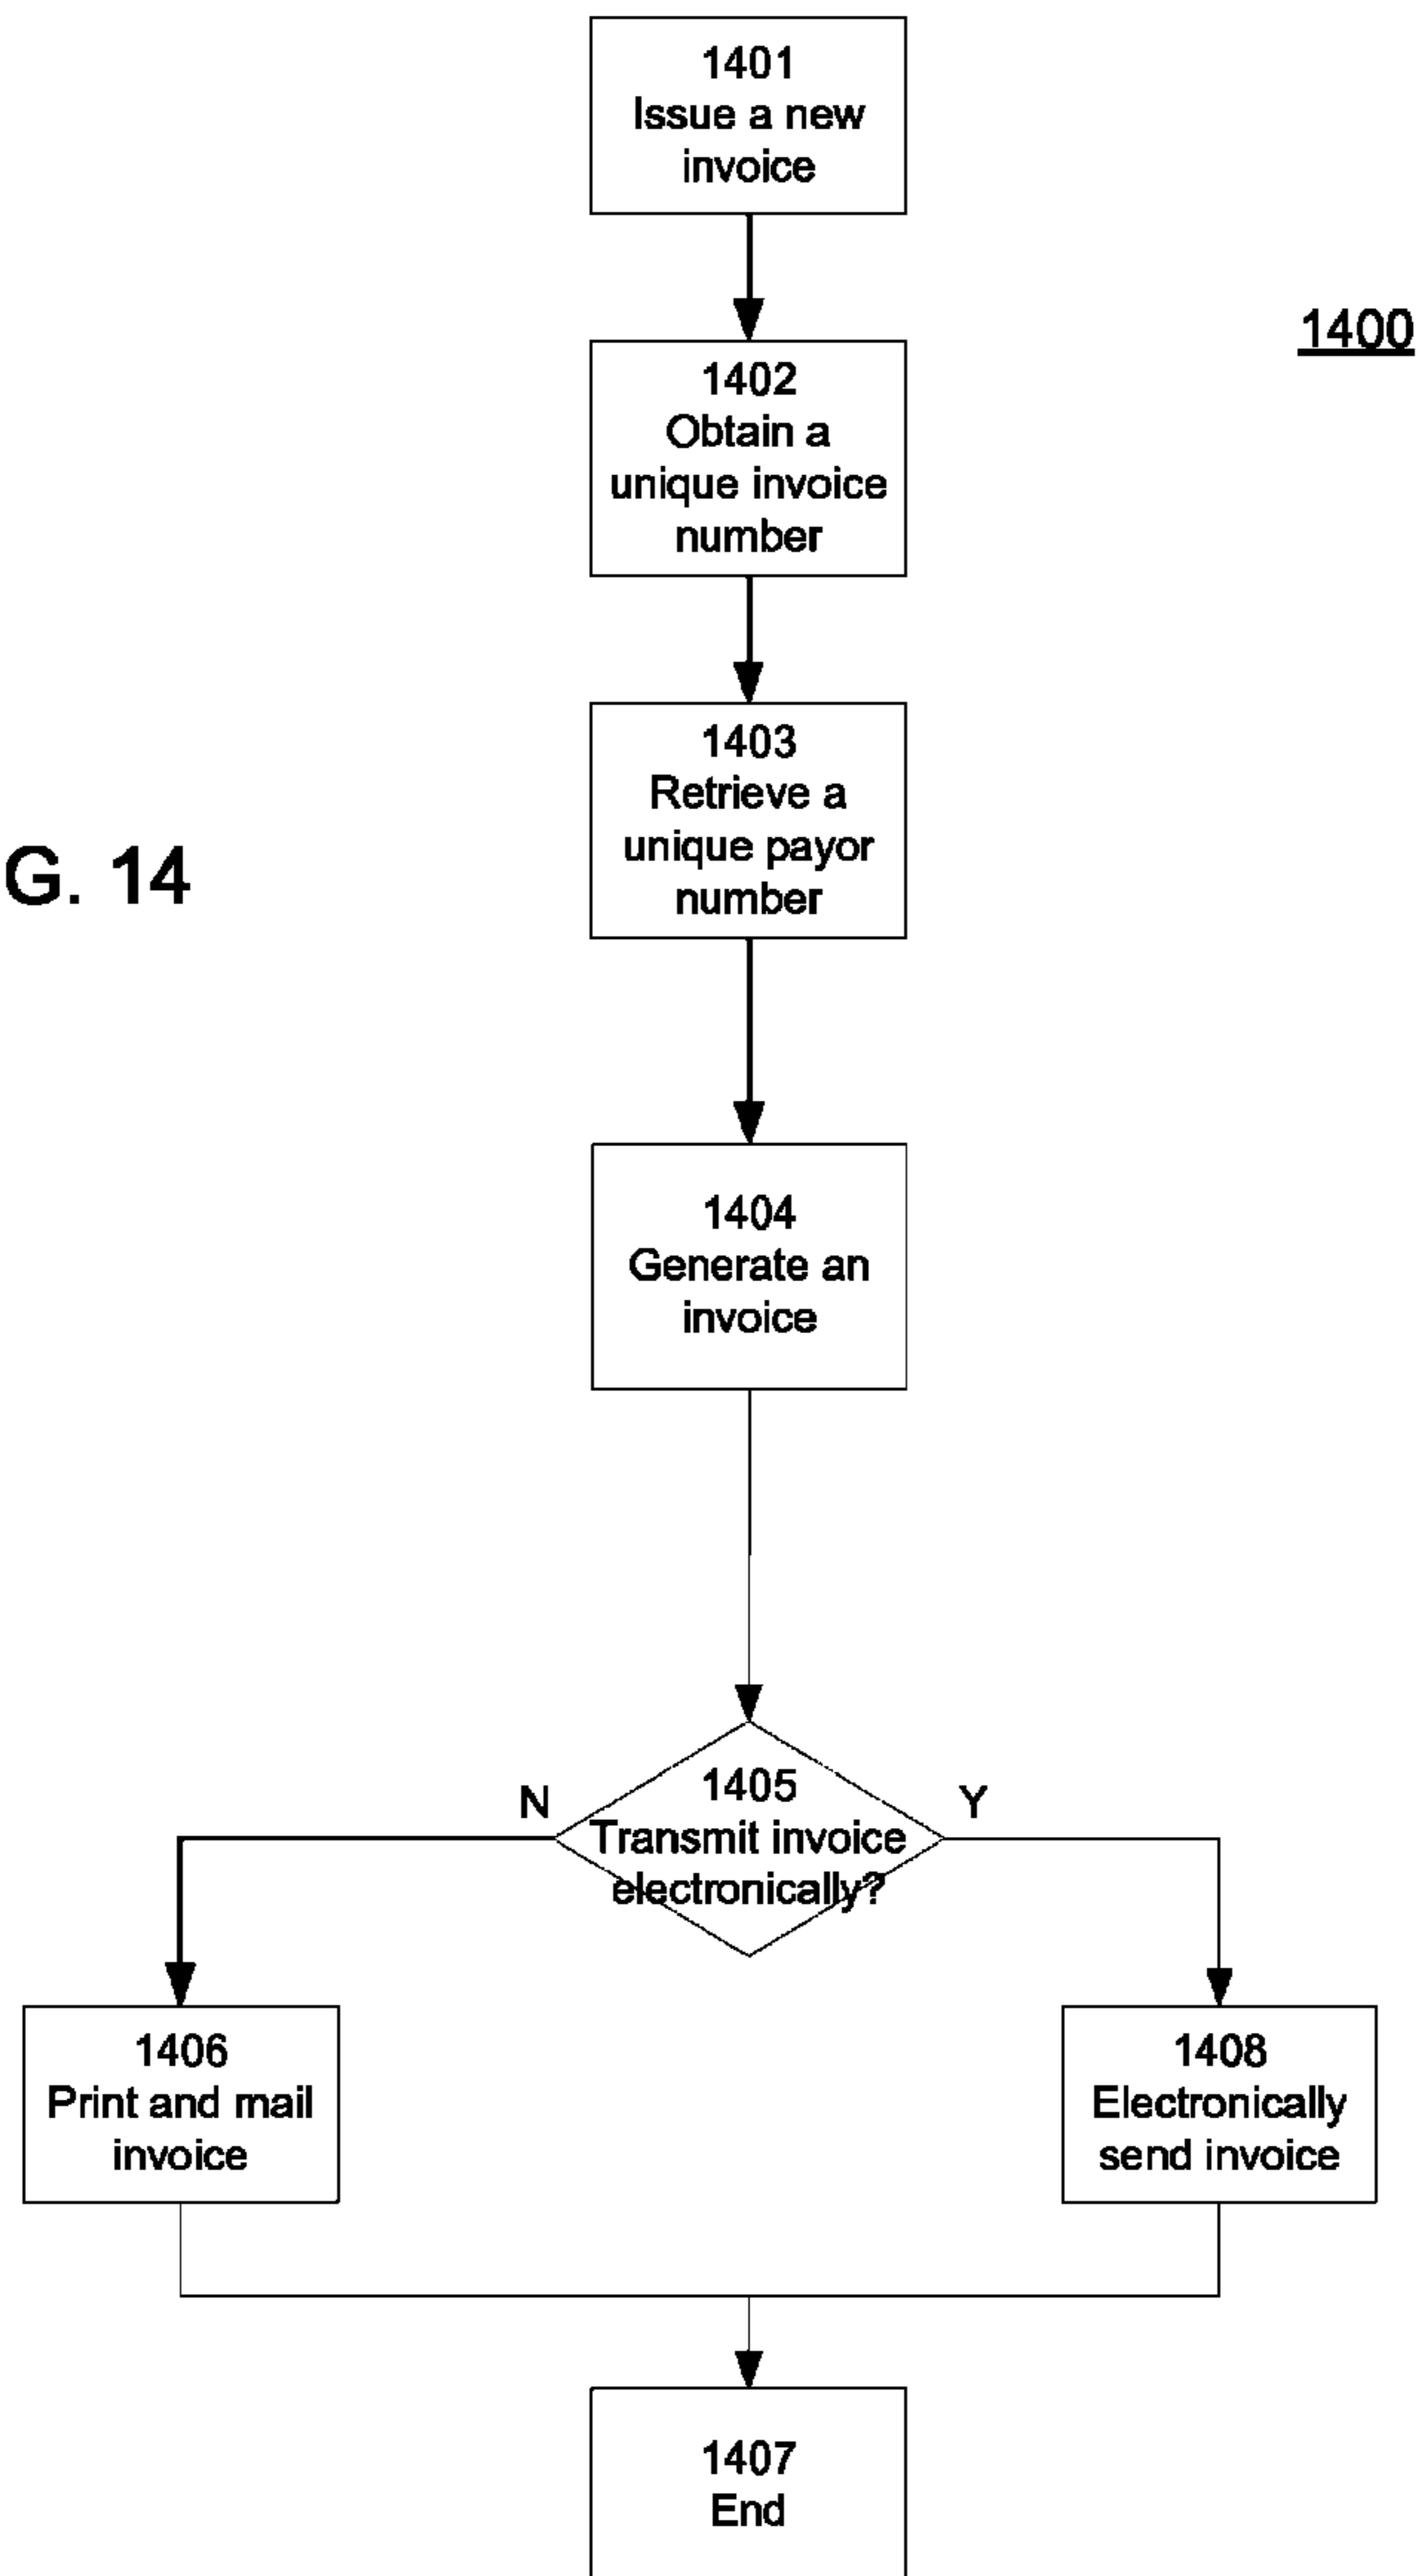 1401
Issue a new
invoice
1400
1402
Obtain a
unique invoice
number
1403
Retrieve a
unique payor
number
G. 14
1404
Generate an
invoice
N
Y
1405
Transmit invoice
electronically?
1406
Print and mail
invoice
1408
Electronically
send invoice
1407
End